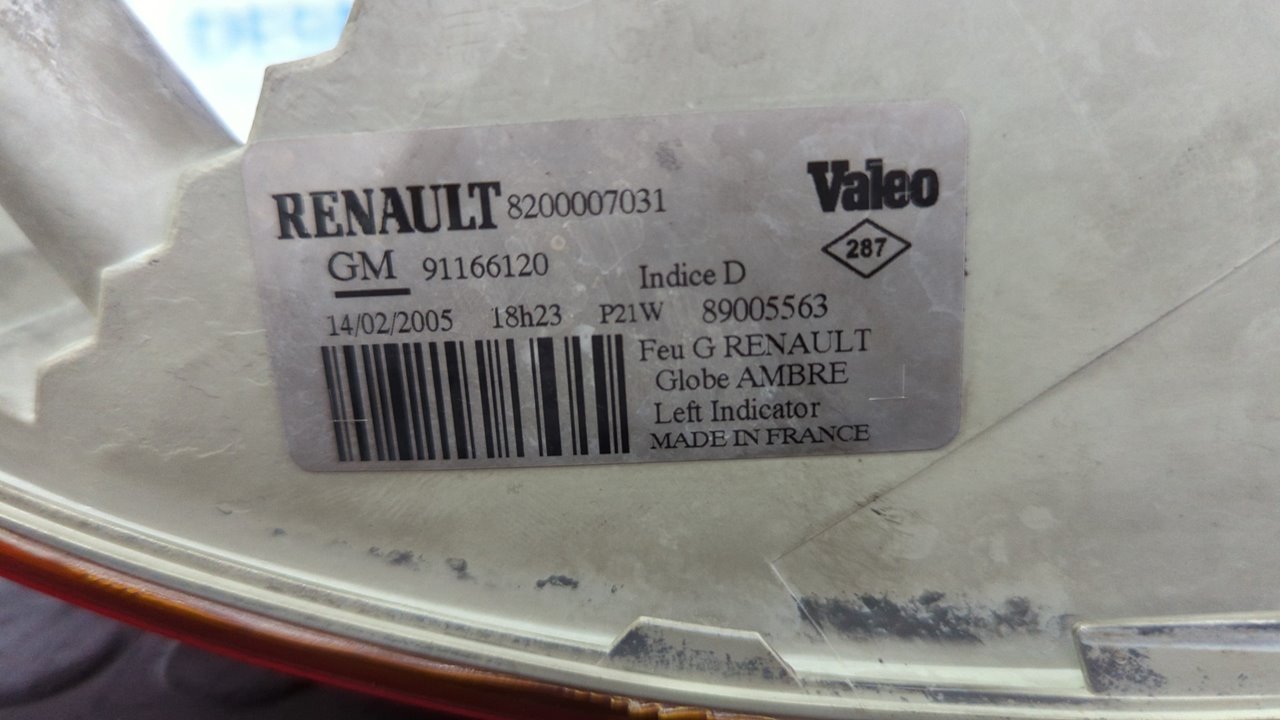 RENAULT 8200007031
Valeo
287
GM 91166120
Indice D
14/02/2005 18h23 P21W 89005563
Feu G RENAULT
Globe AMBRE
Left Indicator
MADE IN FRANCE